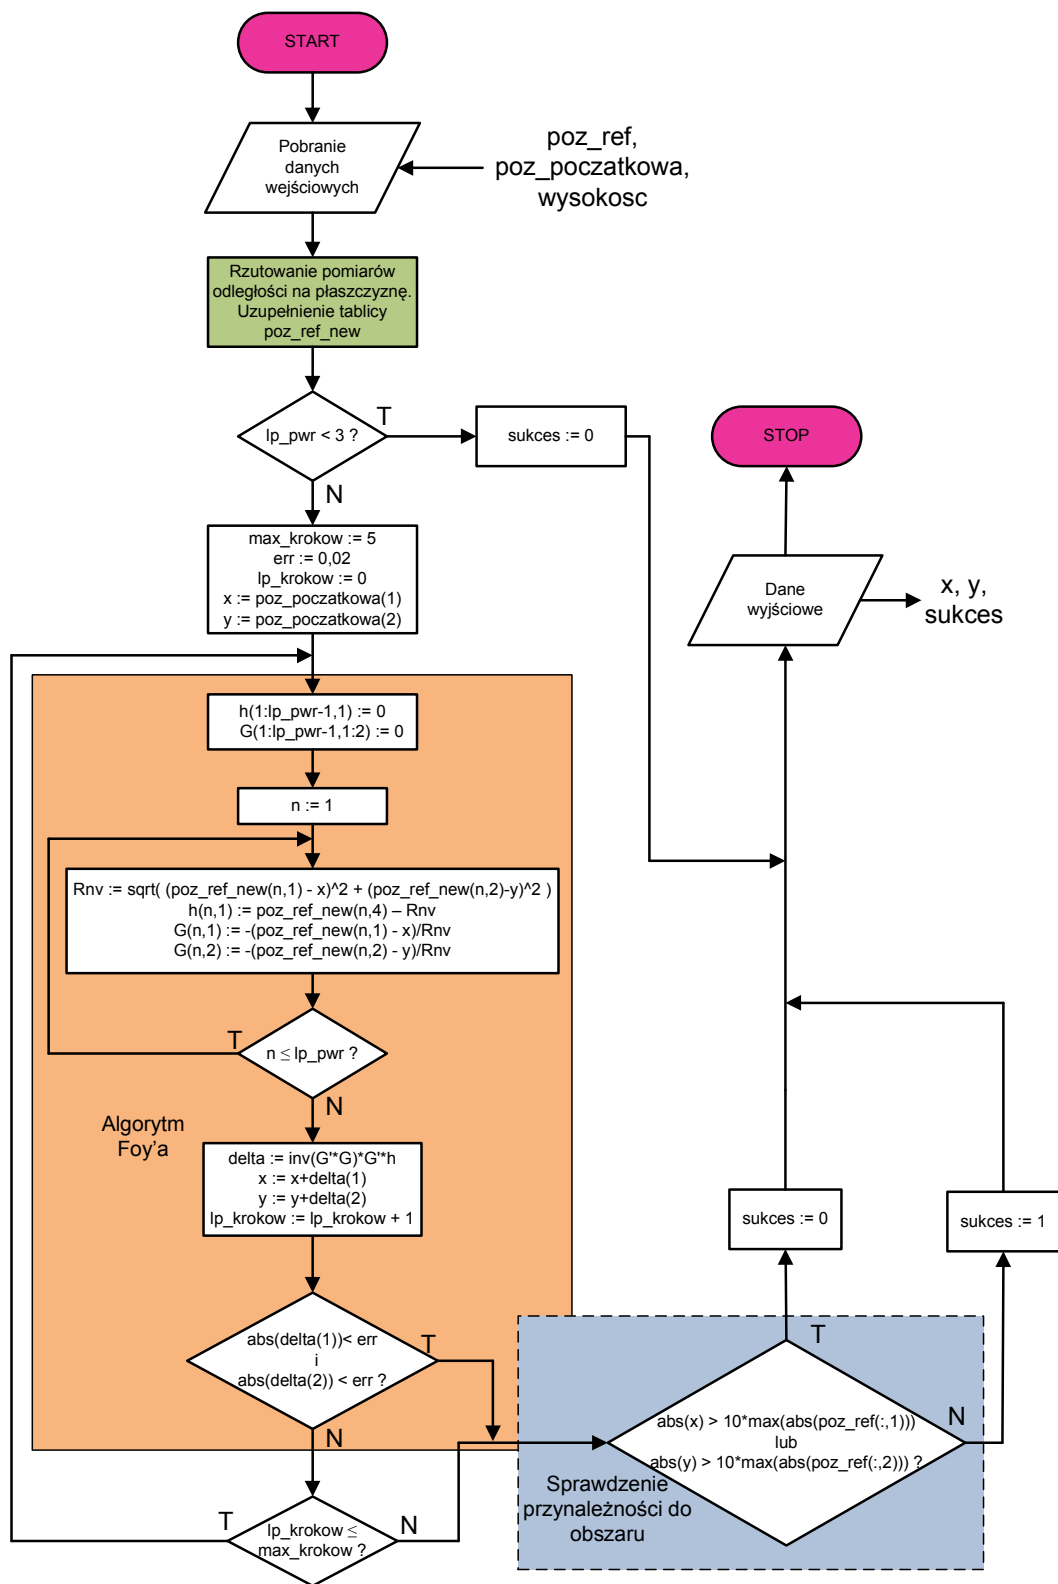 START
Pobranie
danych
wejściowych
poz_ref,
poz_poczatkowa,
wysokosc
Rzutowanie pomiarów
odległości na płaszczyznę.
Uzupełnienie tablicy
poz_ref_new
lp_pwr < 3 ?
T
N
sukces := 0
STOP
max_krokow := 5
err := 0,02
lp_krokow := 0
x := poz_poczatkowa(1)
y := poz_poczatkowa(2)
Dane
wyjściowe
x, y,
sukces
h(1:lp_pwr-1,1) := 0
G(1:lp_pwr-1,1:2) := 0
n := 1
Rnv := sqrt( (poz_ref_new(n,1) - x)^2 + (poz_ref_new(n,2)-y)^2 )
h(n,1) := poz_ref_new(n,4) – Rnv
G(n,1) := -(poz_ref_new(n,1) - x)/Rnv
G(n,2) := -(poz_ref_new(n,2) - y)/Rnv
T
n ≤ lp_pwr ?
N
Algorytm
Foy'a
delta := inv(G'*G)*G'*h
x := x+delta(1)
y := y+delta(2)
lp_krokow := lp_krokow + 1
sukces := 0
sukces := 1
abs(delta(1))< err
i
abs(delta(2)) < err ?
T
N
T
abs(x) > 10*max(abs(poz_ref(:,1)))
lub
abs(y) > 10*max(abs(poz_ref(:,2))) ?
N
Sprawdzenie
przynależności do
obszaru
T
lp_krokow ≤
max_krokow ?
N